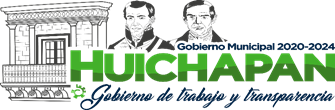 Gobierno Municipal 2020-2024
HUICHAPAN
Gobierno de trabajo y transparencia